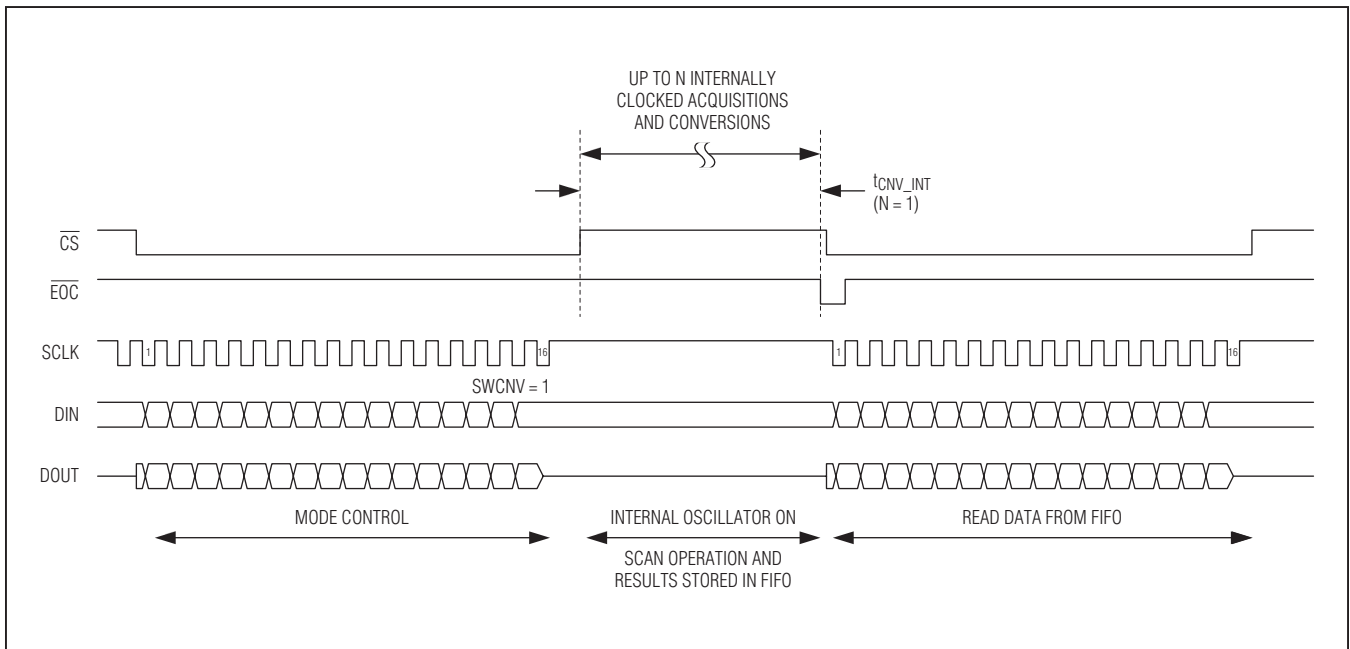 UP TO N INTERNALLY
CLOCKED ACQUISITIONS
AND CONVERSIONS
tCNV_INT
(N = 1)
CS
EOC
SCLK
1
16
1
16
SWCNV = 1
DIN
DOUT
MODE CONTROL
INTERNAL OSCILLATOR ON
READ DATA FROM FIFO
SCAN OPERATION AND
RESULTS STORED IN FIFO